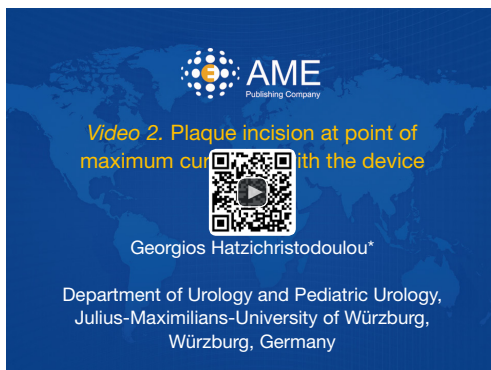 E
AME
Publishing Company
Video 2. Plaque incision at point of
maximum cur ith the device
Georgios Hatzichristodoulou*
Department of Urology and Pediatric Urology,
Julius-Maximilians-University of Würzburg,
Würzburg, Germany